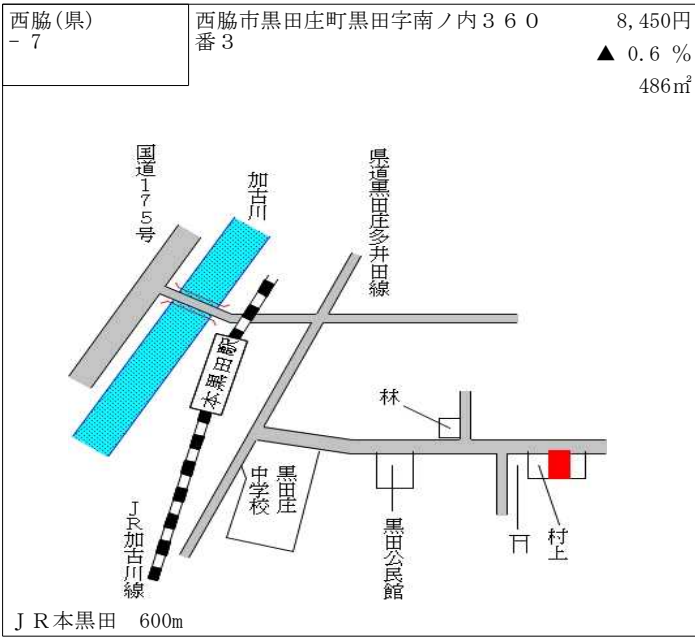 西脇(県)
- 7
西脇市黒田庄町黒田字南ノ内３６０
番３
8,450円
▲ 0.6 %
486㎡
国道175号
加古川
県道黒田庄多井田線
本黒田駅
林
黒田庄
中学校
黒田公民館
村上
ＪＲ加古川線
ＪＲ本黒田　600m